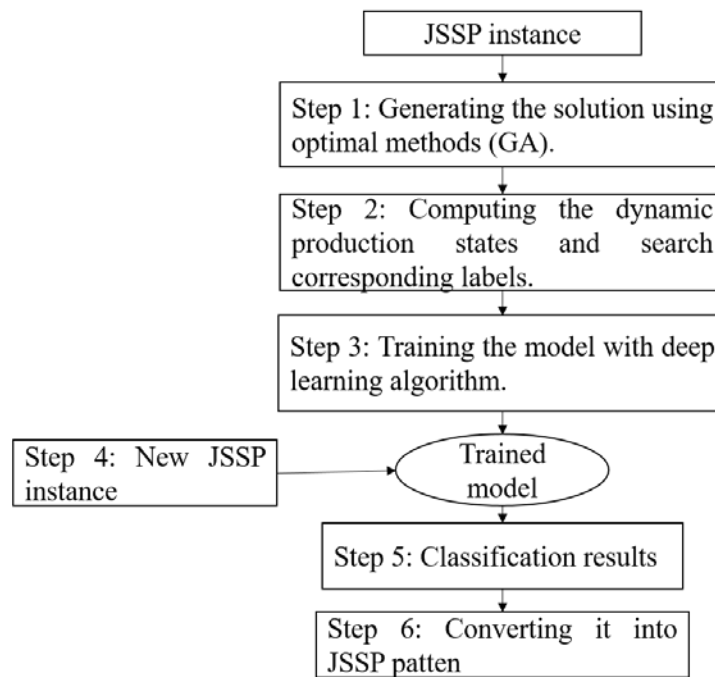 JSSP instance
Step 1: Generating the solution using
optimal methods (GA).
Step 2: Computing the dynamic
production states and search
corresponding labels.
Step 3: Training the model with deep
learning algorithm.
Step 4: New JSSP
instance
Trained
model
Step 5: Classification results
Step 6: Converting it into
JSSP patten